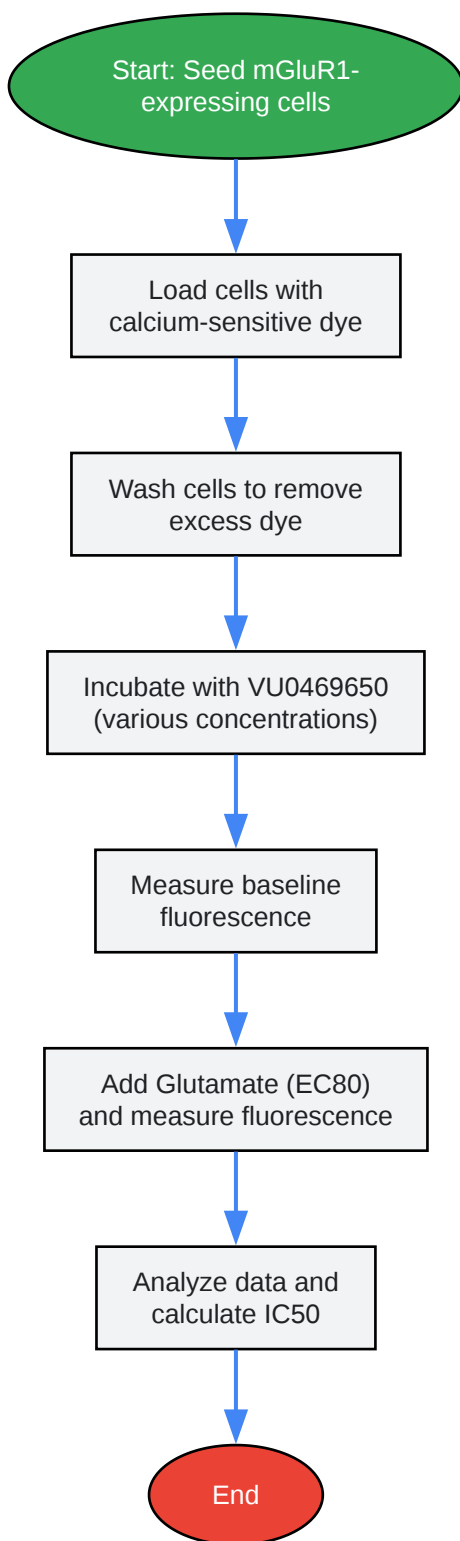 Start: Seed mGluR1-
expressing cells
Load cells with
calcium-sensitive dye
Wash cells to remove
excess dye
Incubate with VU0469650
(various concentrations)
Measure baseline
fluorescence
Add Glutamate (EC80)
and measure fluorescence
Analyze data and
calculate IC50
End